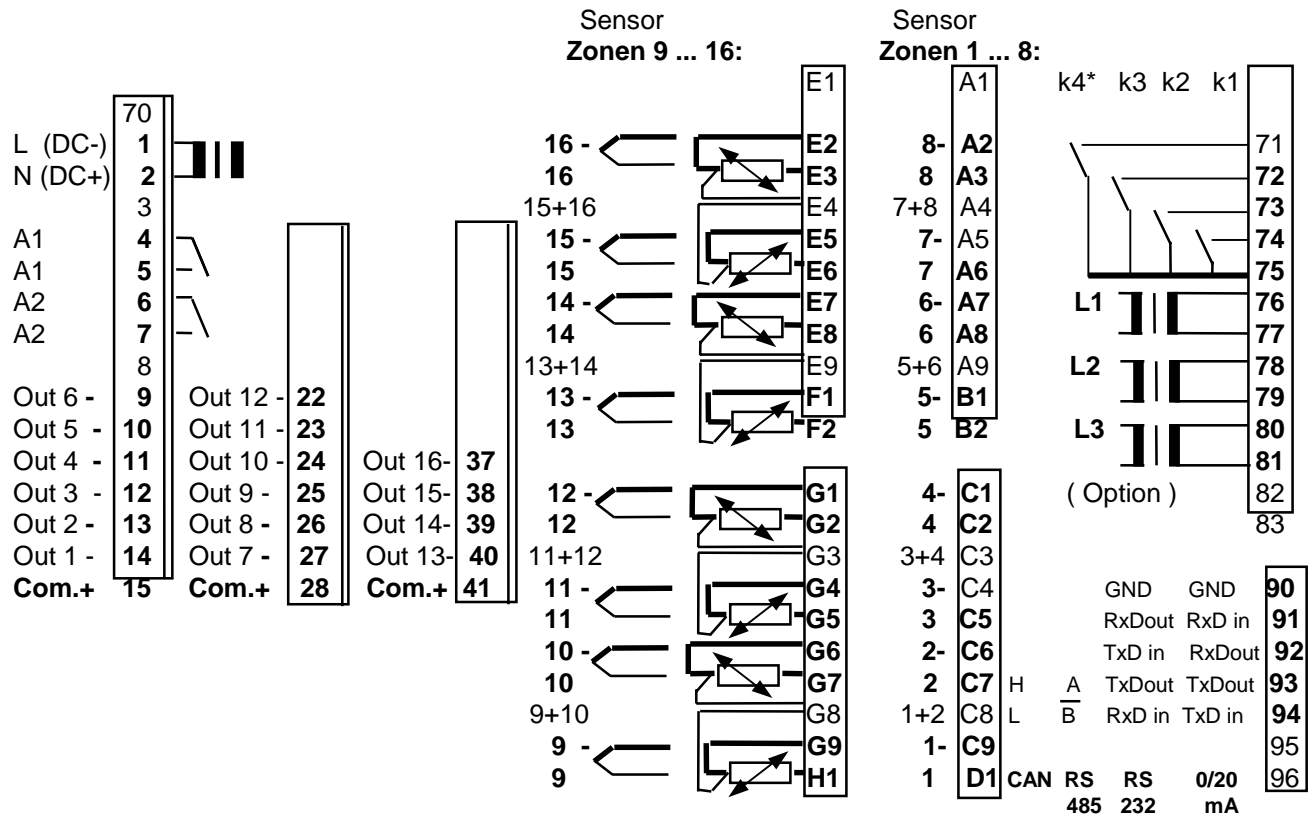 Sensor Sensor
Zonen 9 ... 16: Zonen 1 ... 8:
E1 A1 k4* k3 k2 k1
70
L (DC-) 1 16 - E2 8- A2 71
N (DC+) 2 16 E3 8 A3 72
3 15+16 E4 7+8 A4 73
A1 4 15 - E5 7- A5 74
A1 5 15 E6 7 A6 75
A2 6 14 - E7 6- A7 L1 76
A2 7 14 E8 6 A8 77
8 13+14 E9 5+6 A9 L2 78
Out 6 - 9 Out 12 - 22 13 - F1 5- B1 79
Out 5 - 10 Out 11 - 23 13 F2 5 B2 L3 80
Out 4 - 11 Out 10 - 24 Out 16- 37 81
Out 3 - 12 Out 9 - 25 Out 15- 38 12 - G1 4- C1 ( Option ) 82
Out 2 - 13 Out 8 - 26 Out 14- 39 12 G2 4 C2 83
Out 1 - 14 Out 7 - 27 Out 13- 40 11+12 G3 3+4 C3
Com.+ 15 Com.+ 28 Com.+ 41 11 - G4 3- C4 GND GND 90
11 G5 3 C5 RxDout RxD in 91
10 - G6 2- C6 TxD in RxDout 92
10 G7 2 C7 H A TxDout TxDout 93
9+10 G8 1+2 C8 L B RxD in TxD in 94
9 - G9 1- C9 95
9 H1 1 D1 CAN RS RS 0/20 96
485 232 mA